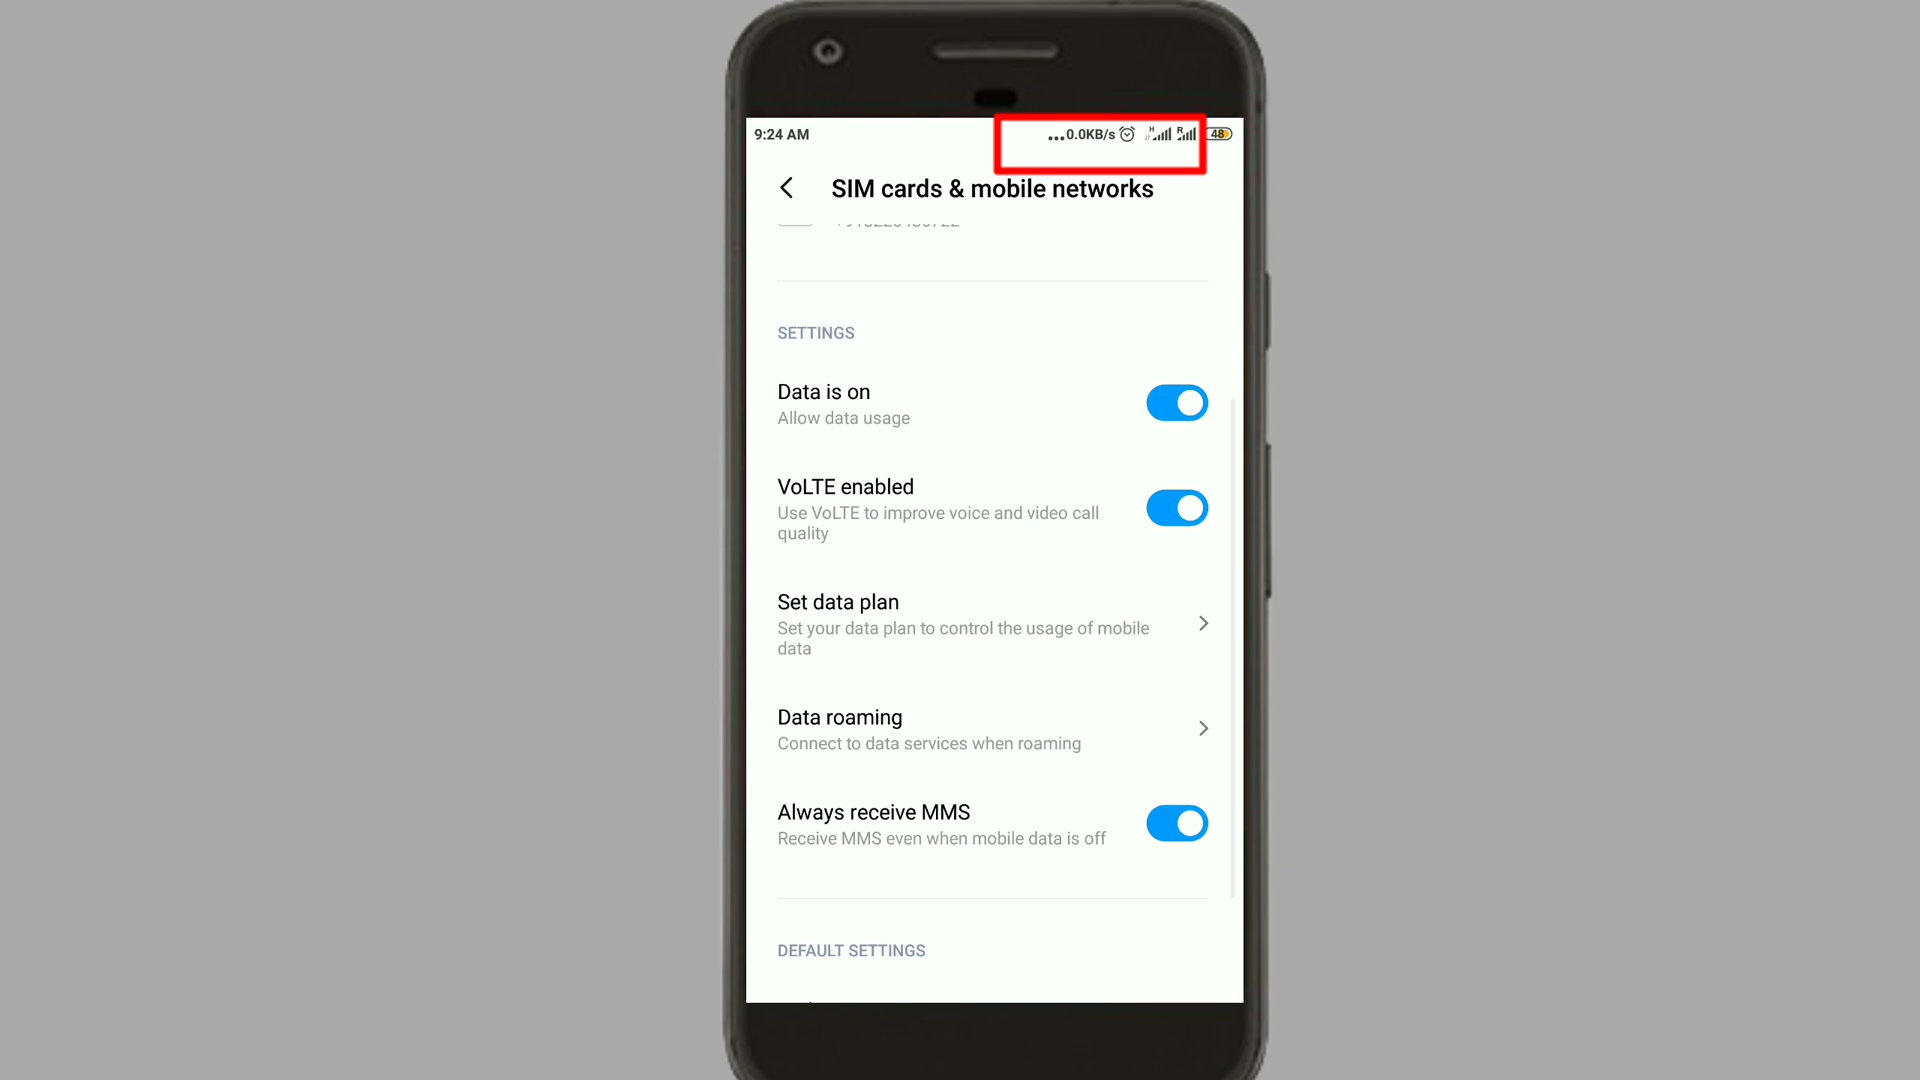 9:24 AM
...0.0KB/s H R 48
SIM cards & mobile networks
SETTINGS
Data is on
Allow data usage
VoLTE enabled
Use VoLTE to improve voice and video call
quality
Set data plan
Set your data plan to control the usage of mobile
data
Data roaming
Connect to data services when roaming
Always receive MMS
Receive MMS even when mobile data is off
DEFAULT SETTINGS